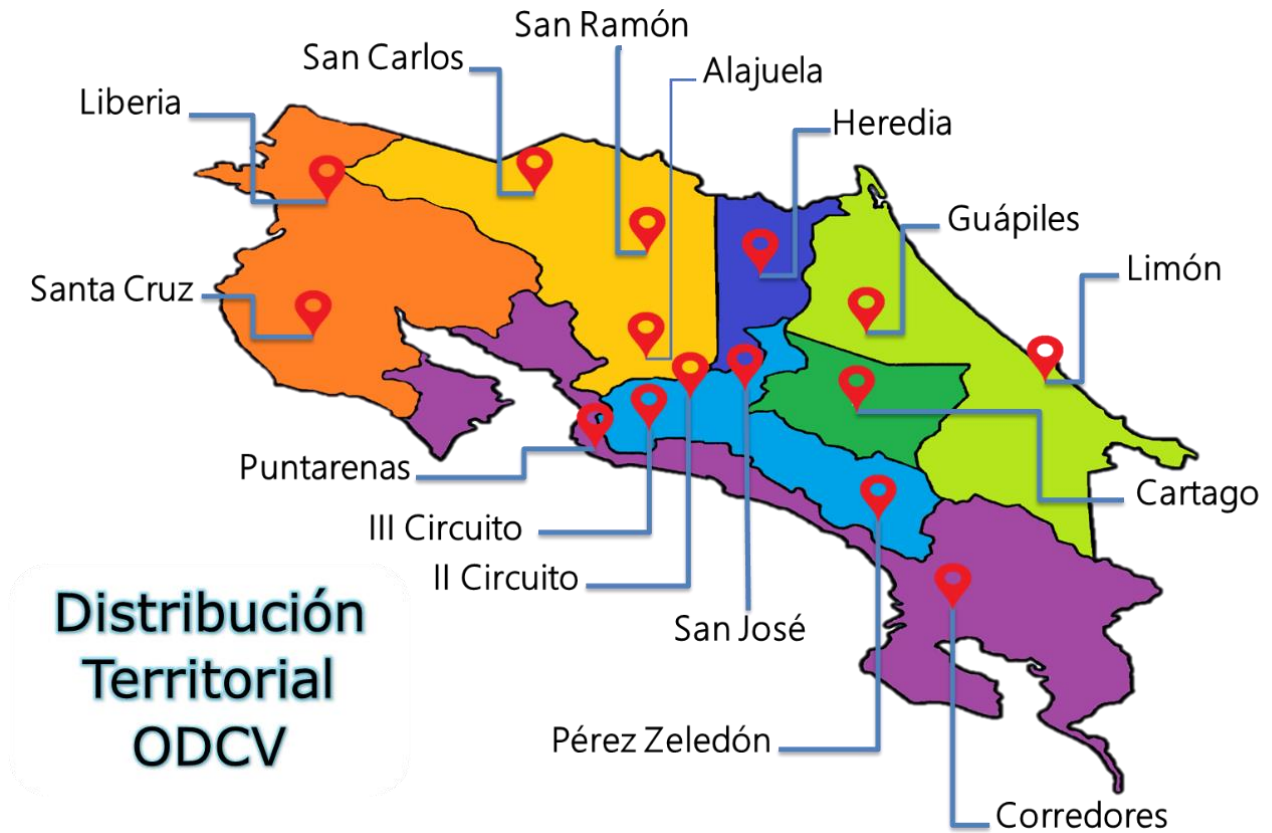 San Ramón
San Carlos
Alajuela
Liberia
Heredia
Guápiles
Limón
Santa Cruz
Puntarenas
Cartago
III Circuito
II Circuito
San José
Distribución
Territorial
ODCV
Pérez Zeledón
Corredores